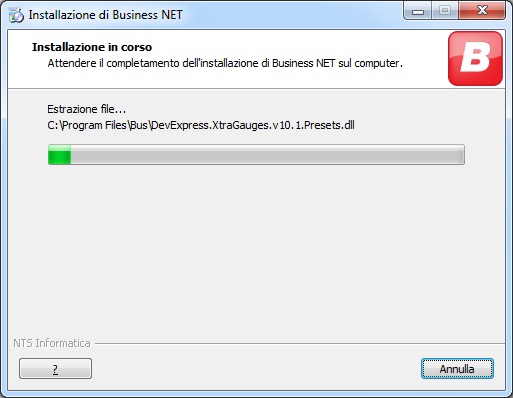 Installazione di Business NET
Installazione in corso
Attendere il completamento dell'installazione di Business NET sul computer.
B
Estrazione file...
C:\Program Files\Bus\DevExpress.XtraGauges.v10.1.Presets.dll
NTS Informatica
?
Annulla